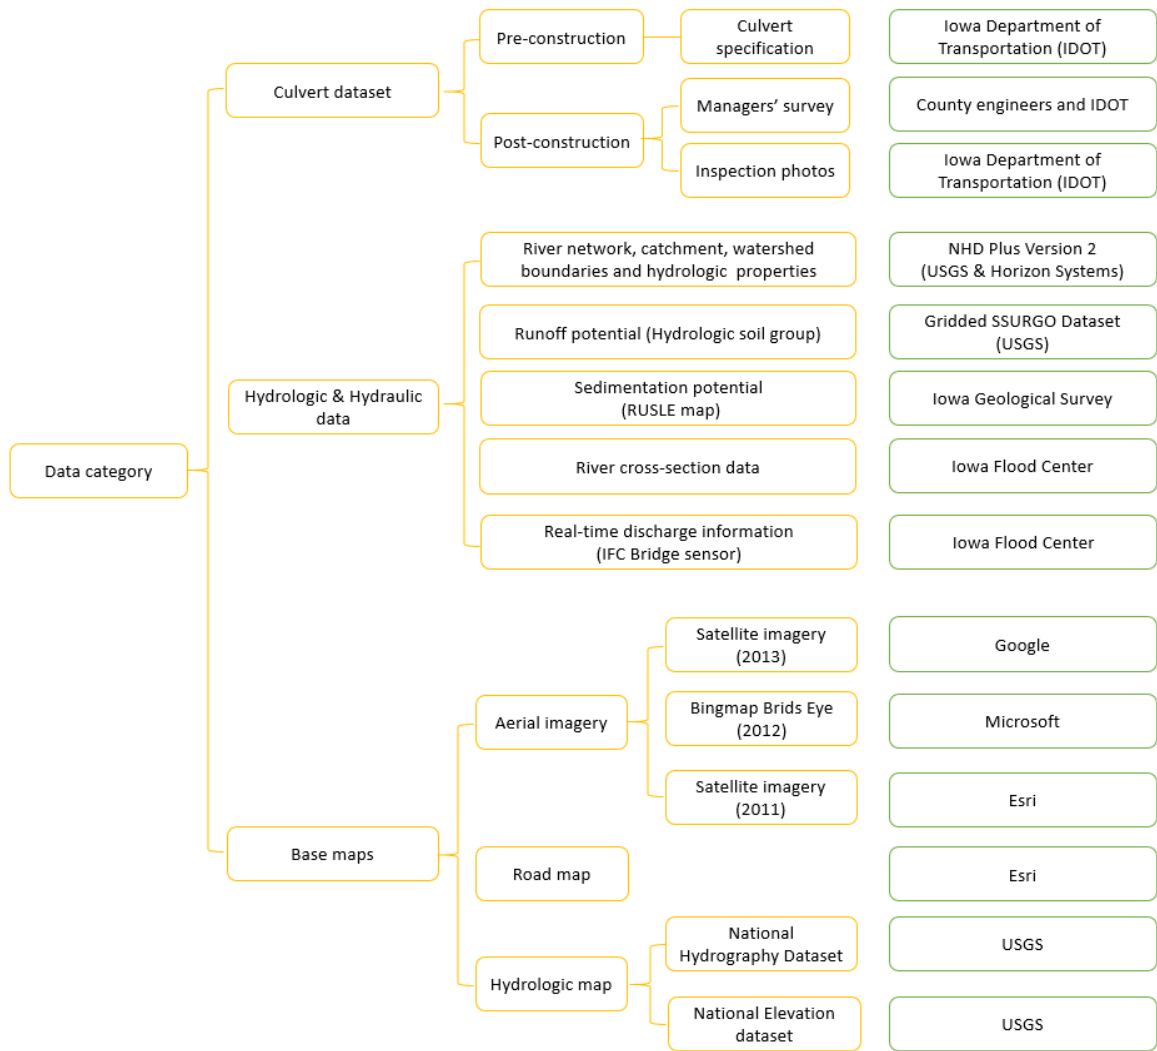 Pre-construction
Culvert
specification
Iowa Department of
Transportation (IDOT)
Culvert dataset
Managers’ survey
County engineers and IDOT
Post-construction
Inspection photos
Iowa Department of
Transportation (IDOT)
River network, catchment, watershed
boundaries and hydrologic properties
NHD Plus Version 2
(USGS & Horizon Systems)
Runoff potential (Hydrologic soil group)
Gridded SSURGO Dataset
(USGS)
Hydrologic & Hydraulic
data
Sedimentation potential
(RUSLE map)
Iowa Geological Survey
Data category
River cross-section data
Iowa Flood Center
Real-time discharge information
(IFC Bridge sensor)
Iowa Flood Center
Satellite imagery
(2013)
Google
Aerial imagery
Bingmap Brids Eye
(2012)
Microsoft
Satellite imagery
(2011)
Esri
Base maps
Road map
Esri
National
Hydrography Dataset
USGS
Hydrologic map
National Elevation
dataset
USGS